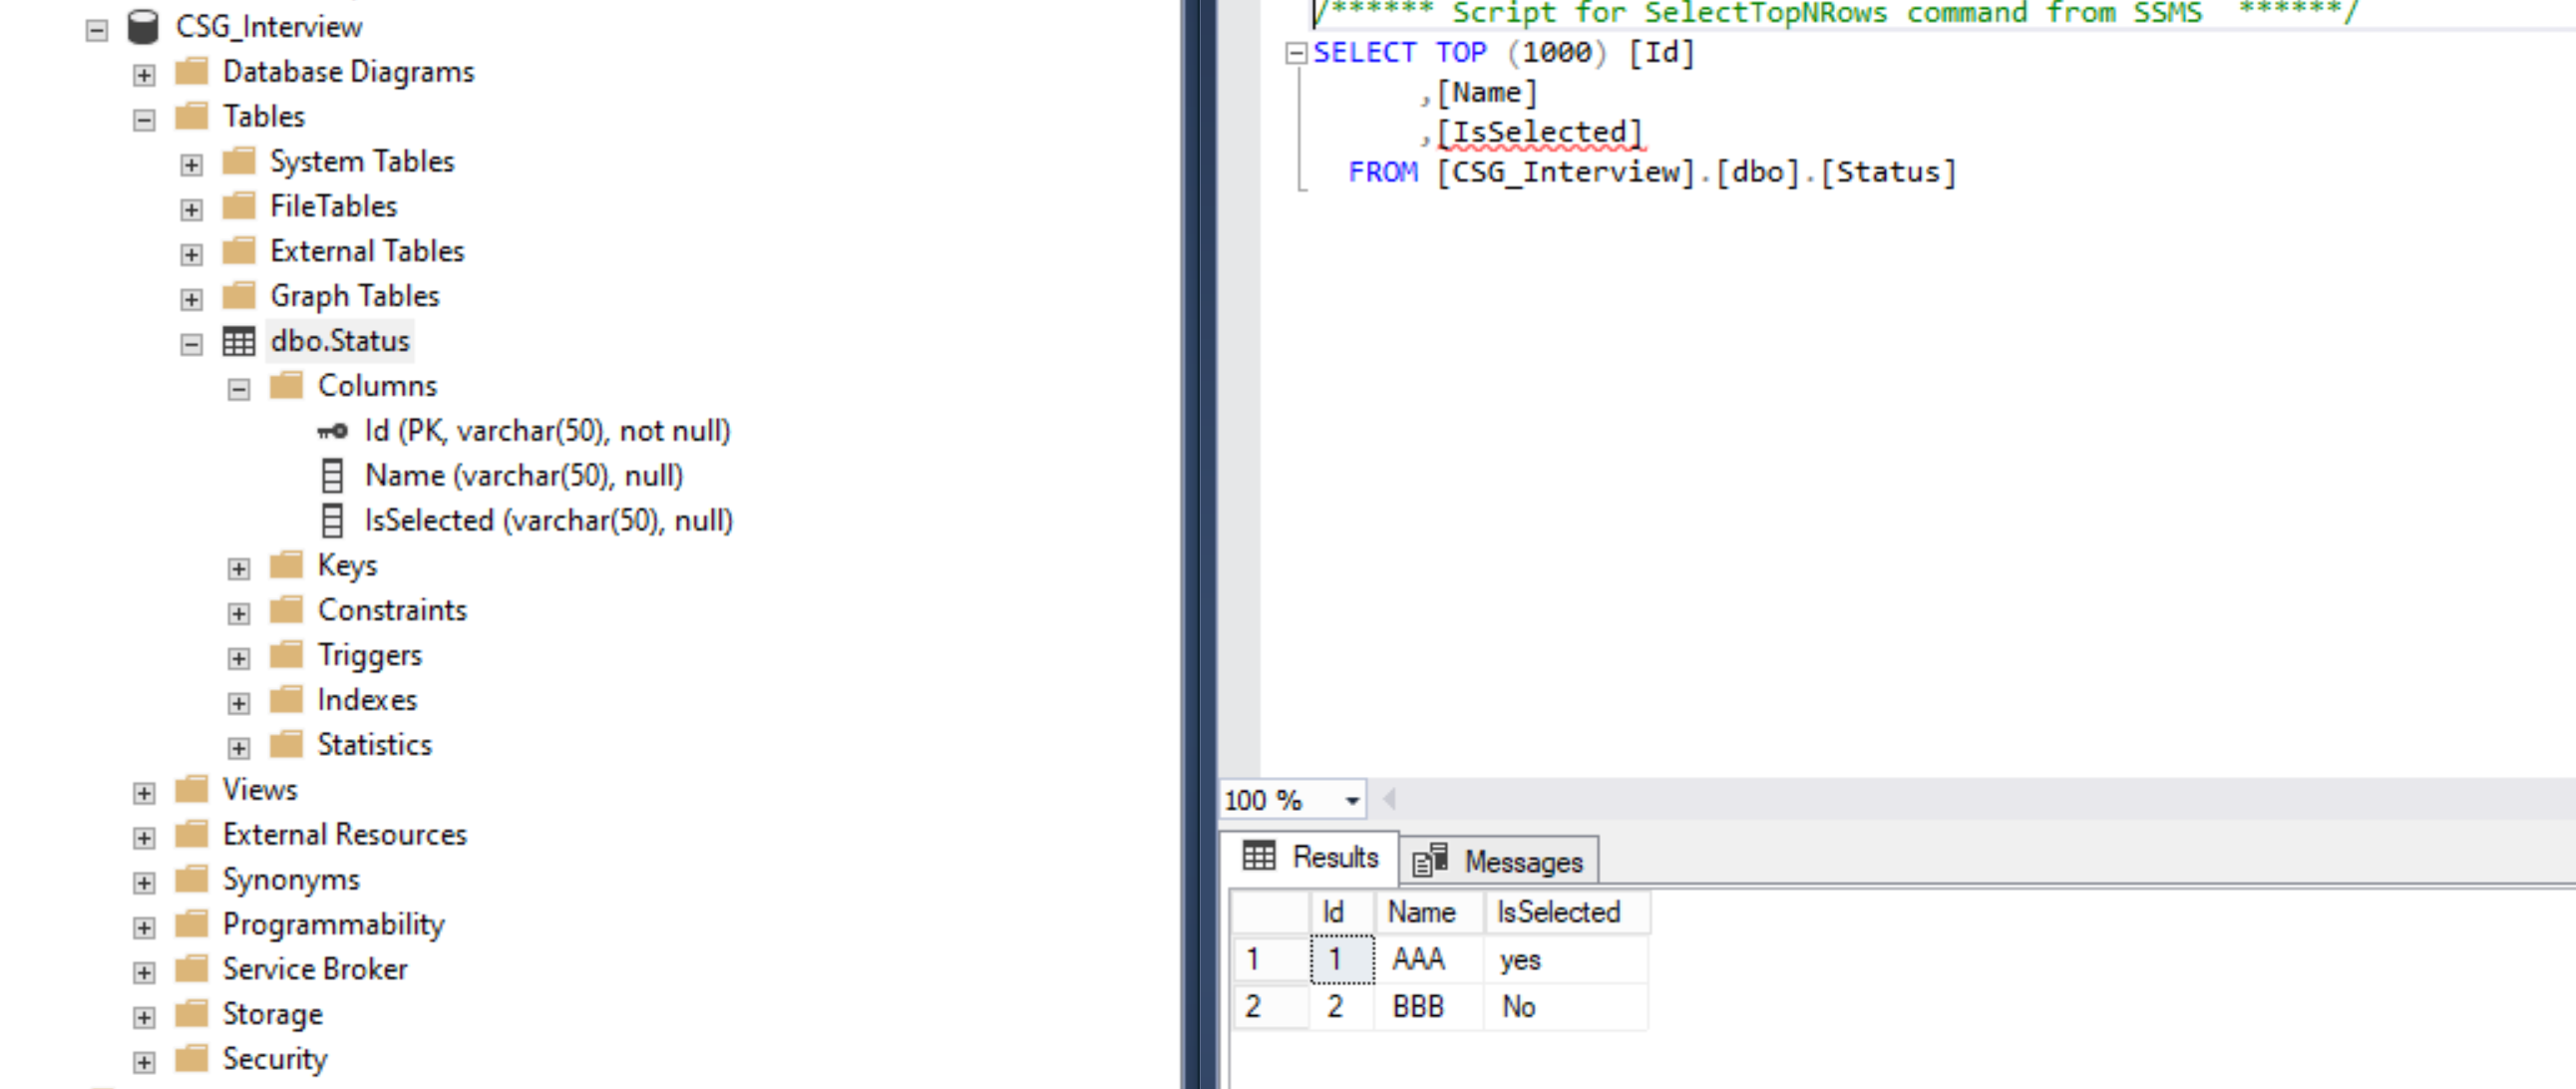 CSG_Interview
Database Diagrams
Tables
System Tables
FileTables
External Tables
Graph Tables
dbo.Status
Columns
Id (PK, varchar(50), not null)
Name (varchar(50), null)
IsSelected (varchar(50), null)
Keys
Constraints
Triggers
Indexes
Statistics
Views
External Resources
Synonyms
Programmability
Service Broker
Storage
Security
/****** Script for SelectTopNRows command from SSMS  ******/
SELECT TOP (1000) [Id]
,[Name]
,[IsSelected]
FROM [CSG_Interview].[dbo].[Status]
100 %
Results Messages
Id Name IsSelected
1 1 AAA yes
2 2 BBB No